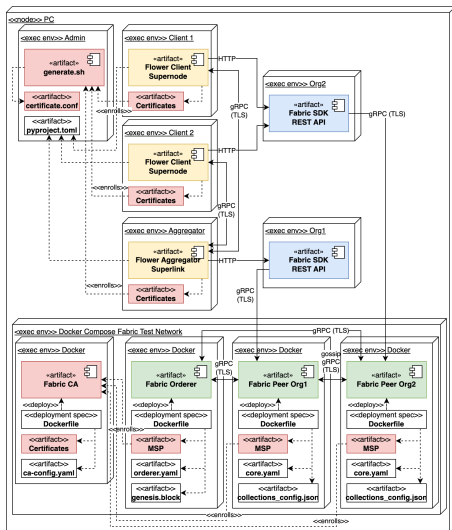 <<node>> PC
<exec env>> Admin
«artifact»
generate.sh
<<artifact>>
certificate.conf
<<artifact>>
pyproject.toml
<exec env>> Client 1
«artifact»
Flower Client
Supernode
<<artifact>>
Certificates
<<enrolls>>
HTTP
gRPC
(TLS)
<exec env>> Org2
«artifact»
Fabric SDK
REST API
gRPC (TLS)
<exec env>> Client 2
«artifact»
Flower Client
Supernode
<<artifact>>
Certificates
<<enrolls>>
HTTP
gRPC
(TLS)
<exec env>> Aggregator
«artifact»
Flower Aggregator
Superlink
<<artifact>>
Certificates
<<enrolls>>
HTTP
<exec env>> Org1
«artifact»
Fabric SDK
REST API
gRPC
(TLS)
<exec env>> Docker Compose Fabric Test Network
gRPC (TLS)
<exec env>> Docker
«artifact»
Fabric CA
<<deploy>>
<<deployment spec>>
Dockerfile
<<artifact>>
Certificates
<<artifact>>
ca-config.yaml
<exec env>> Docker
«artifact»
Fabric Orderer
<<deploy>>
<<deployment spec>>
Dockerfile
<<artifact>>
MSP
<<artifact>>
orderer.yaml
<<artifact>>
genesis.block
gRPC
(TLS)
<exec env>> Docker
«artifact»
Fabric Peer Org1
<<deploy>>
<<deployment spec>>
Dockerfile
<<artifact>>
MSP
<<artifact>>
core.yaml
<<artifact>>
collections_config.json
gossip
gRPC
(TLS)
<exec env>> Docker
«artifact»
Fabric Peer Org2
<<deploy>>
<<deployment spec>>
Dockerfile
<<artifact>>
MSP
<<artifact>>
core.yaml
<<artifact>>
collections_config.json
<<enrolls>>
<<enrolls>>